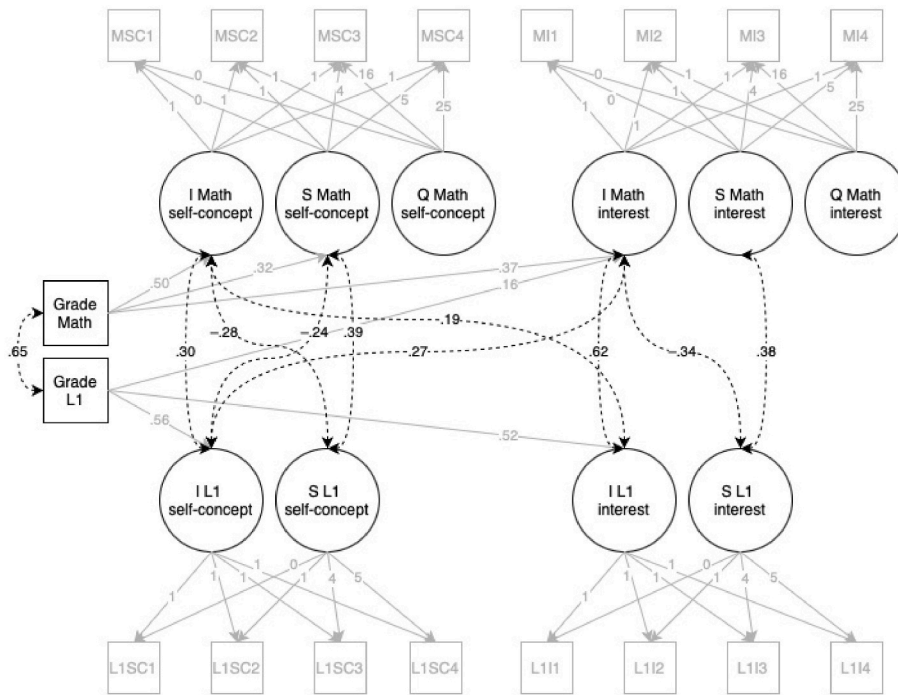 MSC1 MSC2 MSC3 MSC4 MI1 MI2 MI3 MI4
0 1 16 1 0 1 16 1
1 0 1 1 4 5 25 1 0 1 1 4 5 25
I Math
self-concept
S Math
self-concept
Q Math
self-concept
I Math
interest
S Math
interest
Q Math
interest
Grade
Math
Grade
L1
.65
.50
.32
.37
.16
.30
–.28
–.24
.39
.19
.27
.62
–.34
.38
.56
.52
I L1
self-concept
S L1
self-concept
I L1
interest
S L1
interest
1 1 1 1 0 1 4 5 1 1 1 1 0 1 4 5
L1SC1 L1SC2 L1SC3 L1SC4 L1I1 L1I2 L1I3 L1I4